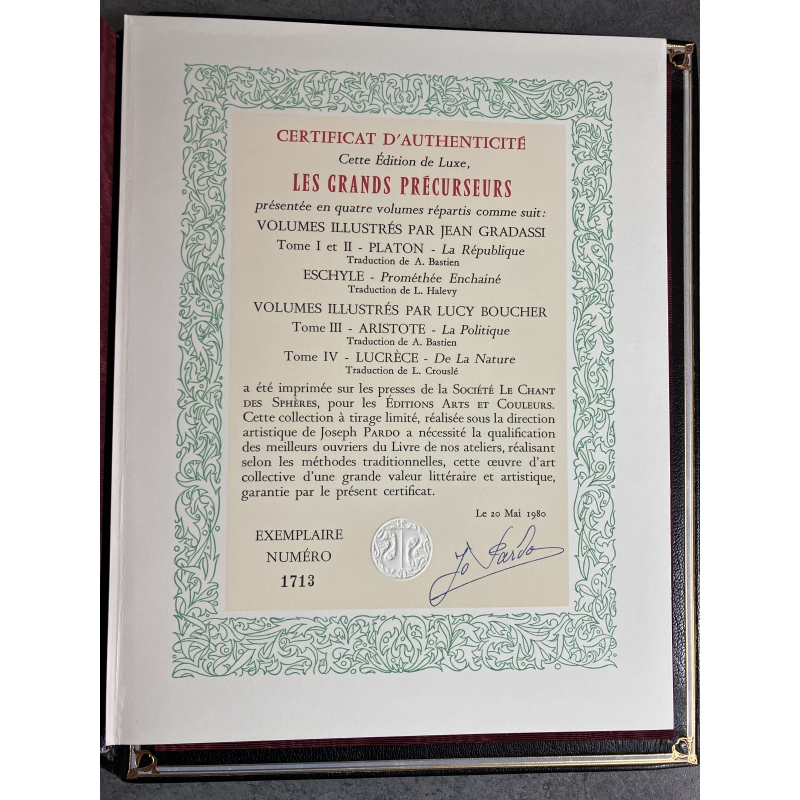 CERTIFICAT D'AUTHENTICITÉ
Cette Édition de Luxe,
LES GRANDS PRÉCURSEURS
présentée en quatre volumes répartis comme suit :
VOLUMES ILLUSTRÉS PAR JEAN GRADASSI
Tome I et II - PLATON - La République
Traduction de A. Bastien
ESCHYLE - Prométhée Enchainé
Traduction de L. Halevy
VOLUMES ILLUSTRÉS PAR LUCY BOUCHER
Tome III - ARISTOTE - La Politique
Traduction de A. Bastien
Tome IV - LUCRÈCE - De La Nature
Traduction de L. Crouslé
a été imprimée sur les presses de la SOCIÉTÉ LE CHANT
DES SPHÈRES, pour les ÉDITIONS ARTS ET COULEURS.
Cette collection à tirage limité, réalisée sous la direction
artistique de Joseph PARDO a nécessité la qualification
des meilleurs ouvriers du Livre de nos ateliers, réalisant
selon les méthodes traditionnelles, cette œuvre d'art
collective d'une grande valeur littéraire et artistique,
garantie par le présent certificat.
Le 20 Mai 1980
EXEMPLAIRE
NUMÉRO
1713
Jo Pardo